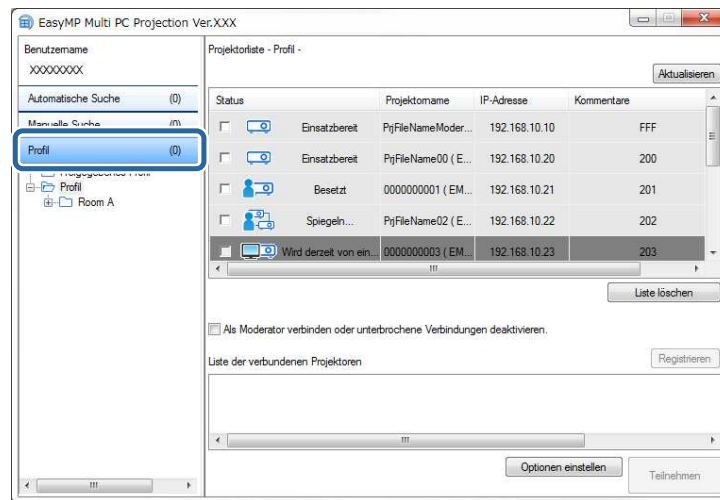 EasyMP Multi PC Projection Ver.XXX
Benutzername
XXXXXXXX
Automatische Suche (0)
Manuelle Suche (0)
Profil (0)
Freigegebenes Profil
Profil
Room A
Projektorliste - Profil -
Aktualisieren
Status Projektorname IP-Adresse Kommentare
Einsatzbereit PrjFileNameModer... 192.168.10.10 FFF
Einsatzbereit PrjFileName00 ( E... 192.168.10.20 200
Besetzt 0000000001 ( EM... 192.168.10.21 201
Spiegeln... PrjFileName02 ( E... 192.168.10.22 202
Wird derzeit von ein... 0000000003 ( EM... 192.168.10.23 203
Liste löschen
Als Moderator verbinden oder unterbrochene Verbindungen deaktivieren.
Liste der verbundenen Projektoren
Registrieren
Optionen einstellen
Teilnehmen